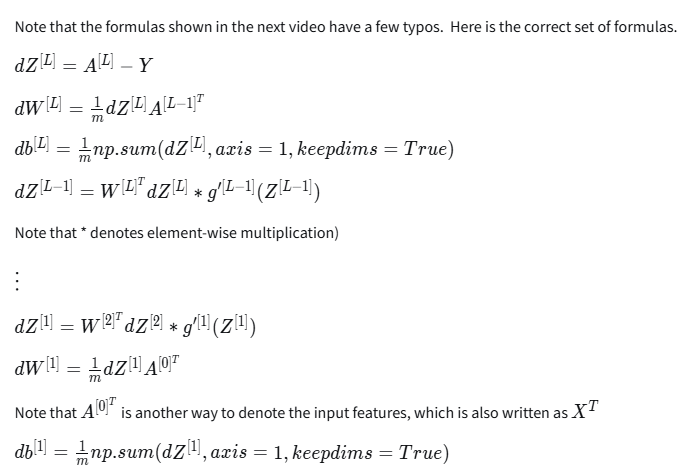 Note that the formulas shown in the next video have a few typos.  Here is the correct set of formulas.
$dZ^{[L]} = A^{[L]} - Y$
$dW^{[L]} = \frac{1}{m} dZ^{[L]} A^{[L-1]^T}$
$db^{[L]} = \frac{1}{m} np.sum(dZ^{[L]}, axis = 1, keepdims = True)$
$dZ^{[L-1]} = W^{[L]^T} dZ^{[L]} * g'^{[L-1]}(Z^{[L-1]})$
Note that * denotes element-wise multiplication)
⋮
$dZ^{[1]} = W^{[2]^T} dZ^{[2]} * g'^{[1]}(Z^{[1]})$
$dW^{[1]} = \frac{1}{m} dZ^{[1]} A^{[0]^T}$
Note that $A^{[0]^T}$ is another way to denote the input features, which is also written as $X^T$
$db^{[1]} = \frac{1}{m} np.sum(dZ^{[1]}, axis = 1, keepdims = True)$